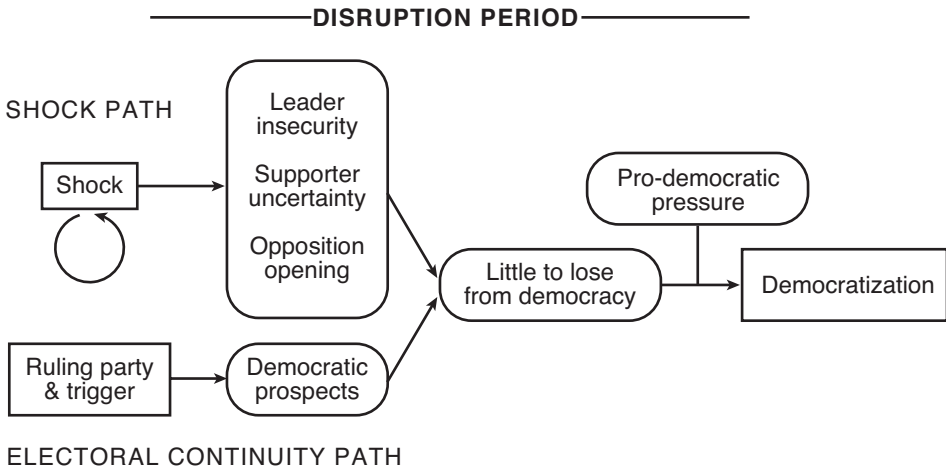 DISRUPTION PERIOD
SHOCK PATH
Leader
insecurity
Supporter
uncertainty
Opposition
opening
Shock
Pro-democratic
pressure
Little to lose
from democracy
Democratization
Ruling party
& trigger
Democratic
prospects
ELECTORAL CONTINUITY PATH